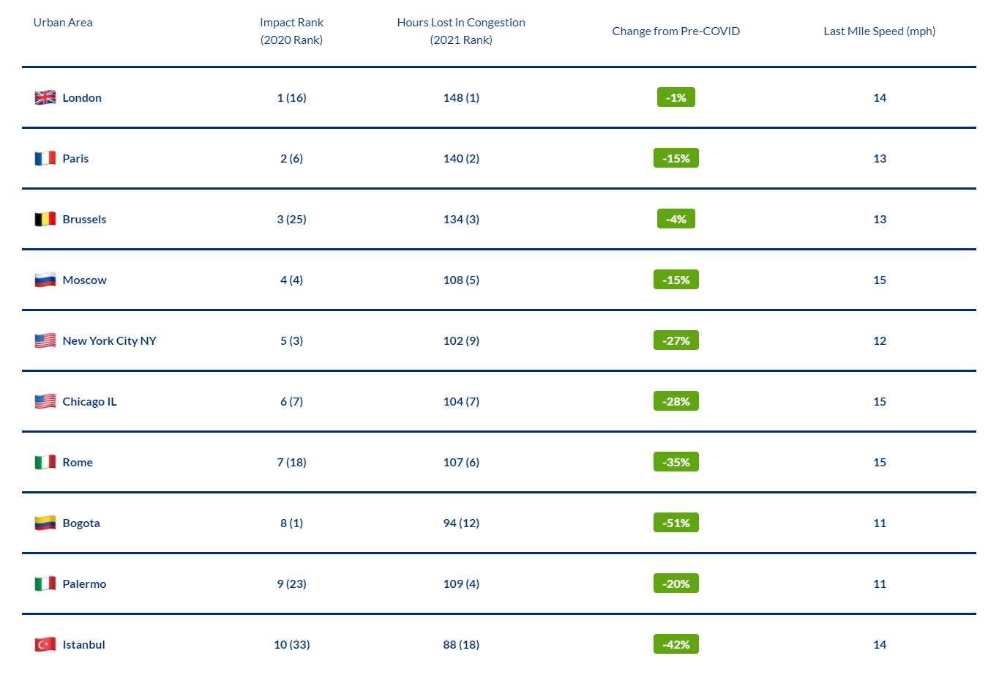 Urban Area Impact Rank Hours Lost in Congestion Change from Pre-COVID Last Mile Speed (mph)
(2020 Rank) (2021 Rank)
London 1 (16) 148 (1) -1% 14
Paris 2 (6) 140 (2) -15% 13
Brussels 3 (25) 134 (3) -4% 13
Moscow 4 (4) 108 (5) -15% 15
New York City NY 5 (3) 102 (9) -27% 12
Chicago IL 6 (7) 104 (7) -28% 15
Rome 7 (18) 107 (6) -35% 15
Bogota 8 (1) 94 (12) -51% 11
Palermo 9 (23) 109 (4) -20% 11
Istanbul 10 (33) 88 (18) -42% 14